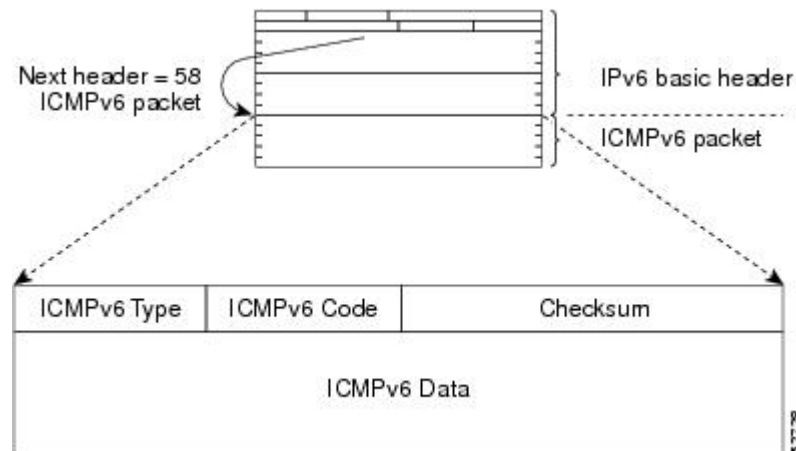 Next header = 58
ICMPv6 packet
IPv6 basic header
ICMPv6 packet
ICMPv6 Type
ICMPv6 Code
Checksum
ICMPv6 Data